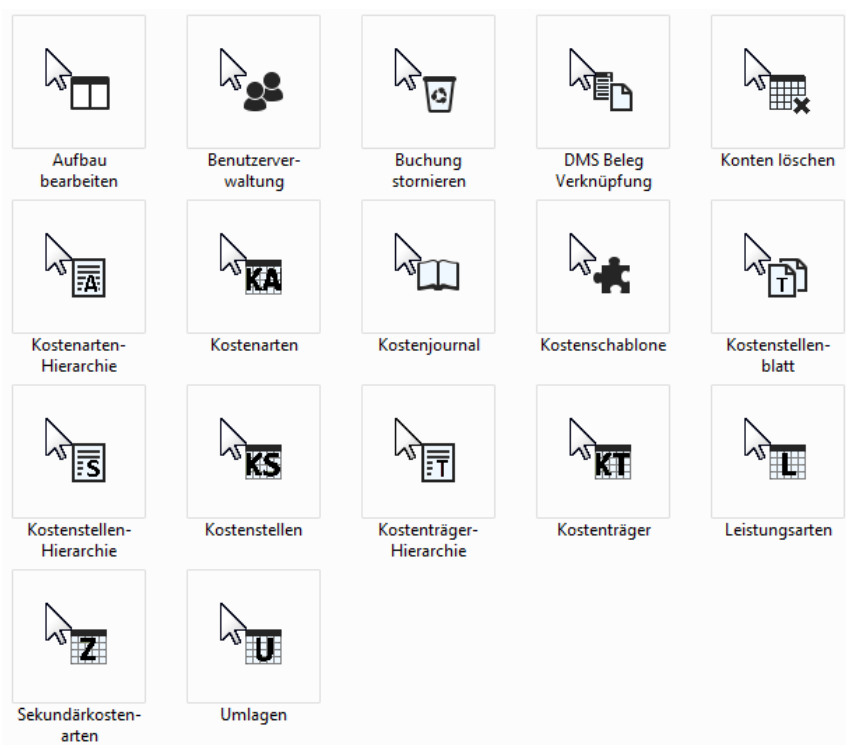 Aufbau
bearbeiten
Benutzerver-
waltung
Buchung
stornieren
DMS Beleg
Verknüpfung
Konten löschen
A
Kostenarten-
Hierarchie
KA
Kostenarten
Kostenjournal
Kostenschablone
T
Kostenstellen-
blatt
S
Kostenstellen-
Hierarchie
KS
Kostenstellen
T
Kostenträger-
Hierarchie
KT
Kostenträger
L
Leistungsarten
Z
Sekundärkosten-
arten
U
Umlagen